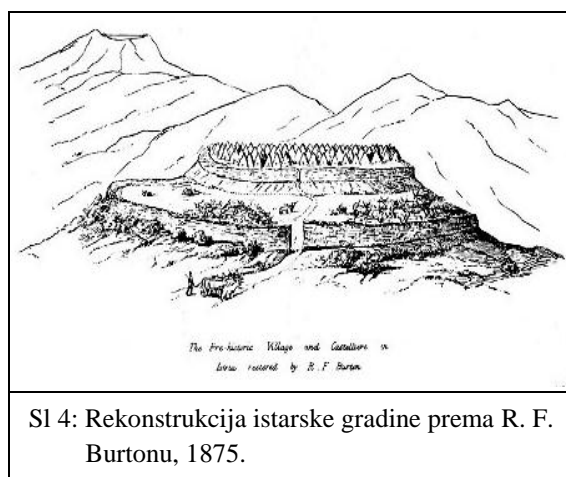 The Pre-historic Village and Castelliere in
Istria restored by R. F. Burton
Sl 4: Rekonstrukcija istarske gradine prema R. F.
Burtonu, 1875.